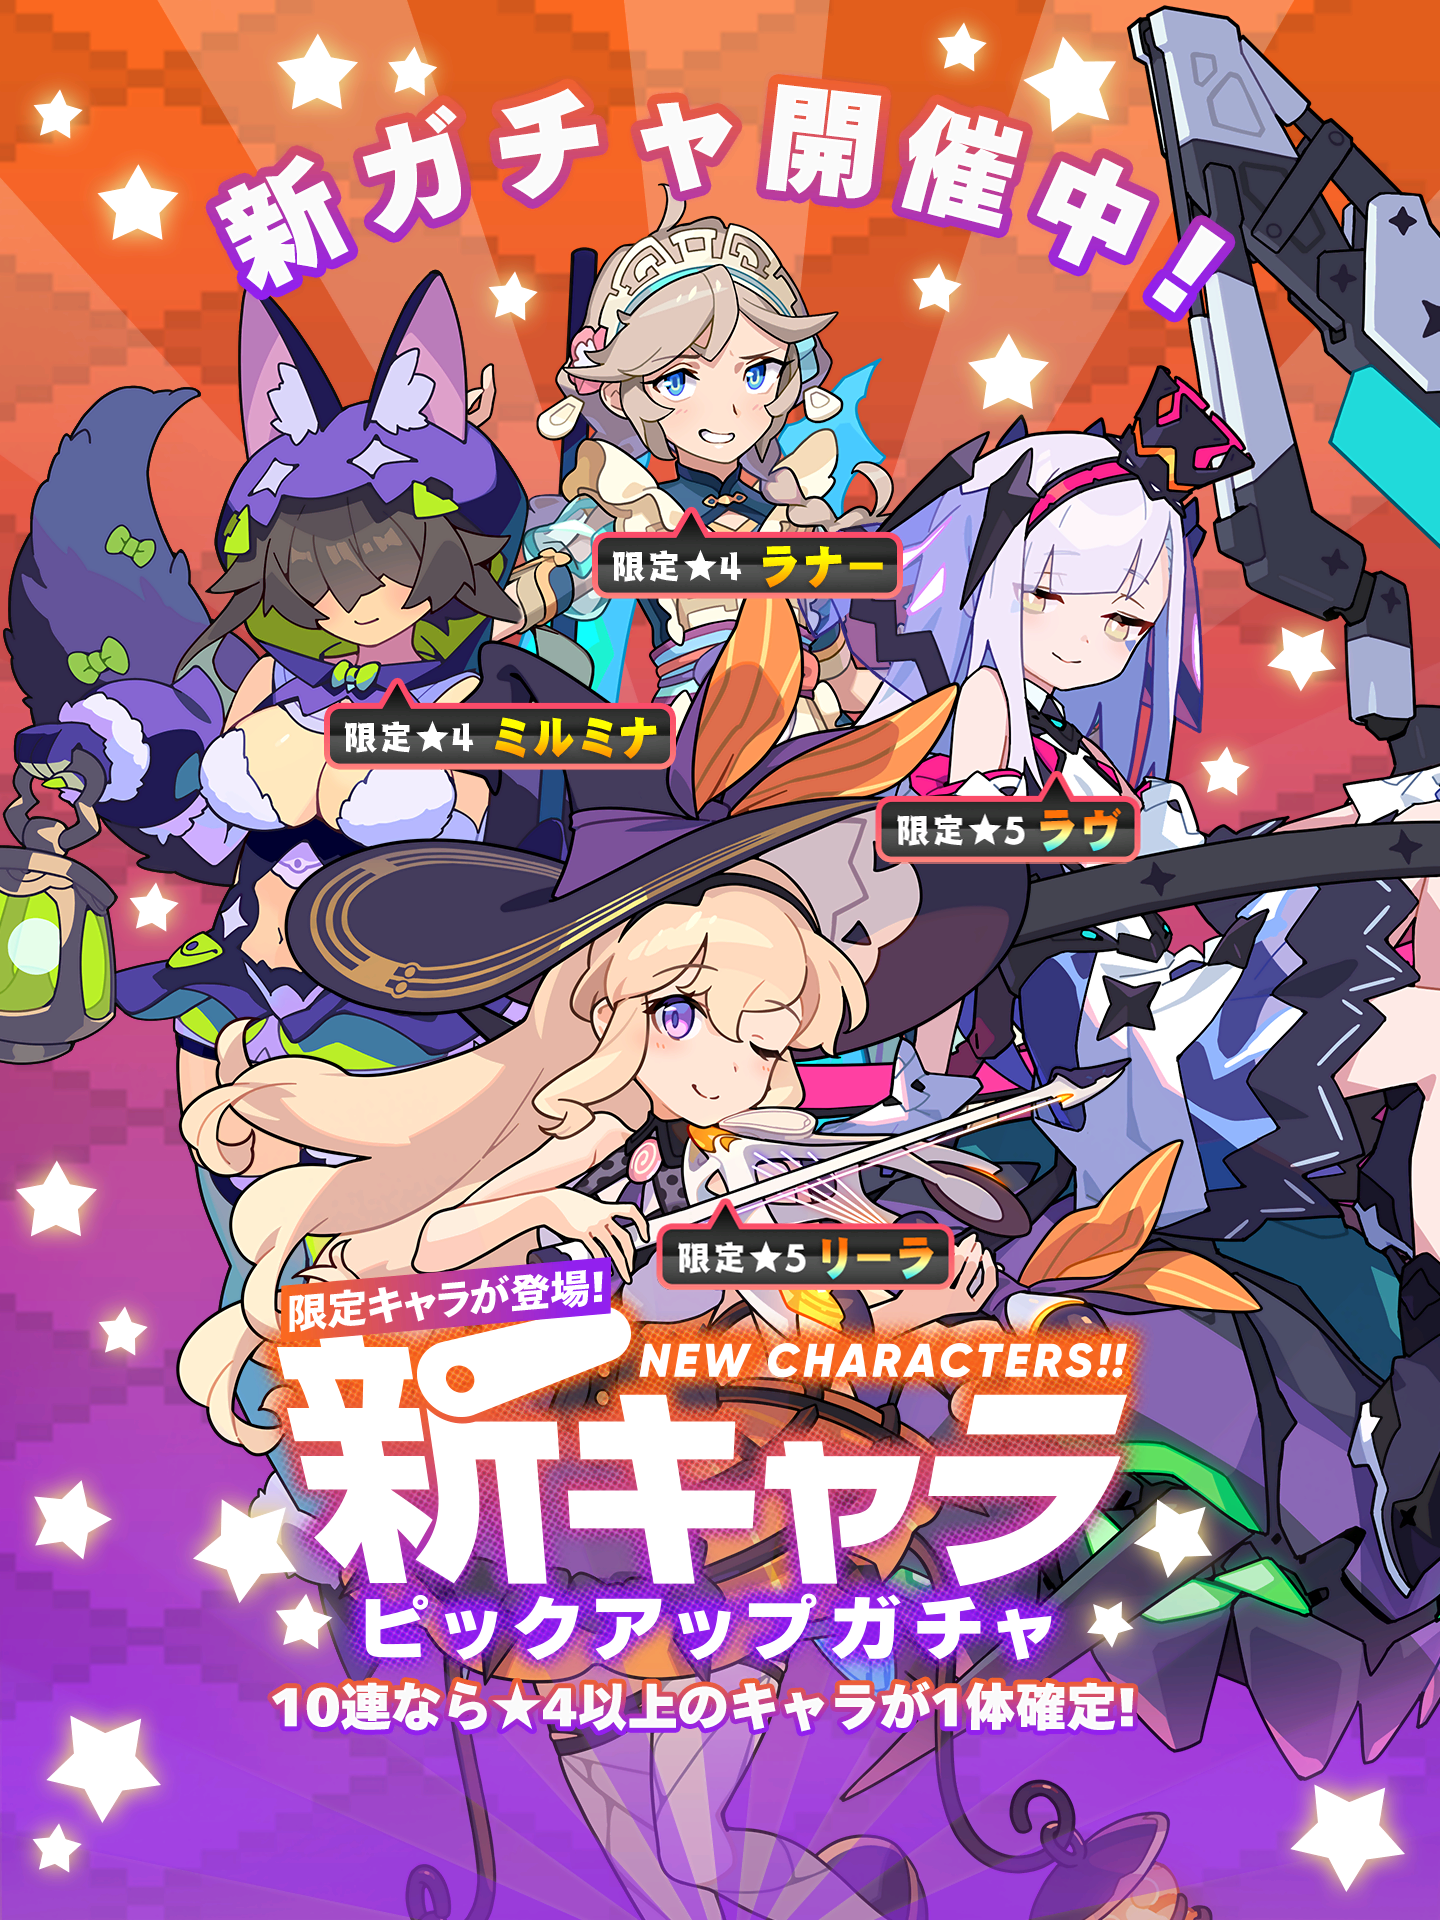 新ガチャ開催中!
限定★4 ラナー
限定★4 ミルミナ
限定★5 ラヴ
限定★5 リーラ
限定キャラが登場!
NEW CHARACTERS!!
新キャラ
ピックアップガチャ
10連なら★4以上のキャラが1体確定!